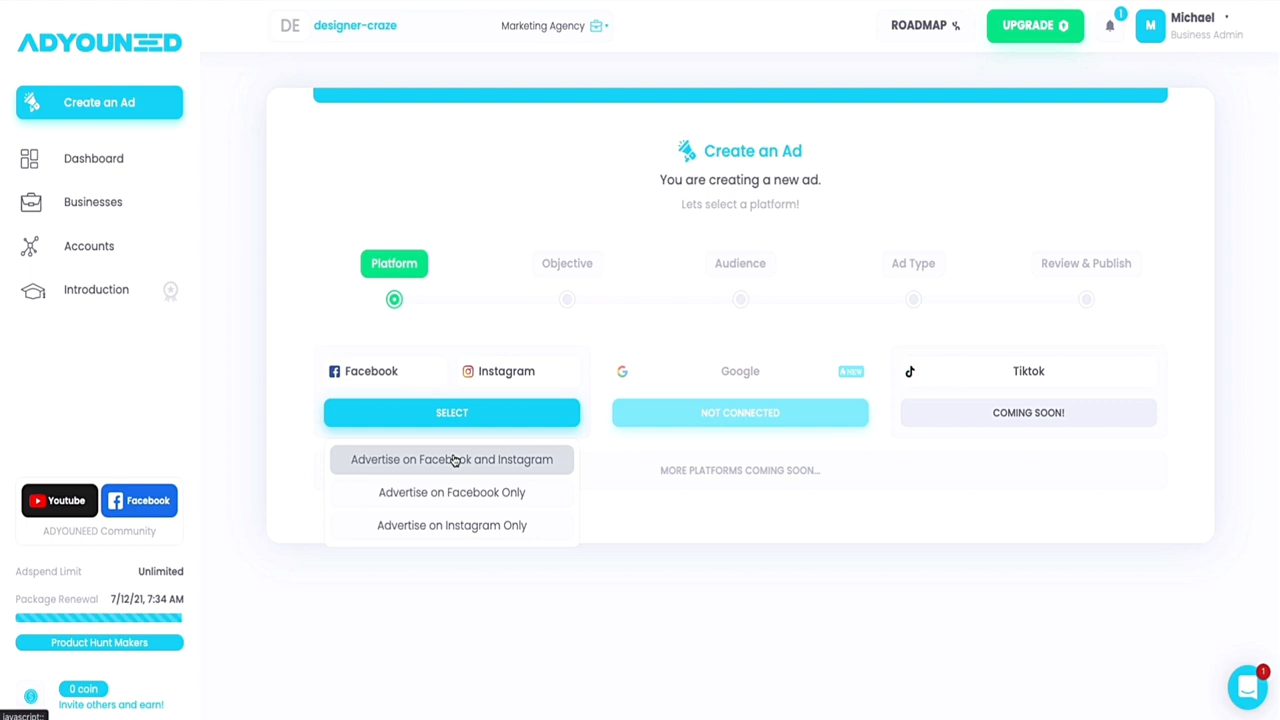 ADYOUNEED
DE designer-craze
Marketing Agency
ROADMAP
UPGRADE
1
M
Michael
Business Admin
Create an Ad
Dashboard
Businesses
Accounts
Introduction
Youtube
Facebook
ADYOUNEED Community
Adspend Limit Unlimited
Package Renewal 7/12/21, 7:34 AM
Product Hunt Makers
0 coin
Invite others and earn!
javascript:;
Create an Ad
You are creating a new ad.
Lets select a platform!
Platform Objective Audience Ad Type Review & Publish
Facebook Instagram
SELECT
Advertise on Facebook and Instagram
Advertise on Facebook Only
Advertise on Instagram Only
Google NEW
NOT CONNECTED
Tiktok
COMING SOON!
MORE PLATFORMS COMING SOON...
1